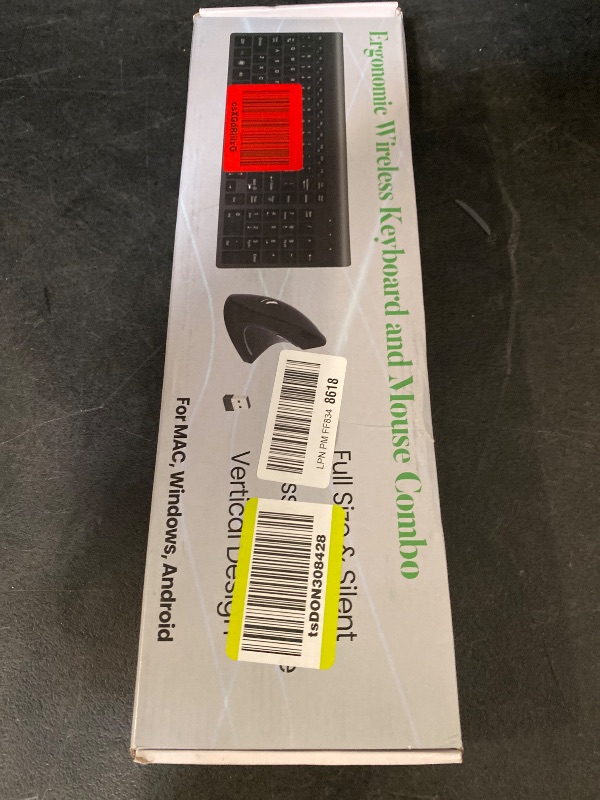 Ergonomic Wireless Keyboard and Mouse Combo
Full Size & Silent
Vertical Design
For MAC, Windows, Android
LPN PM FF834 8618
tsDON308428